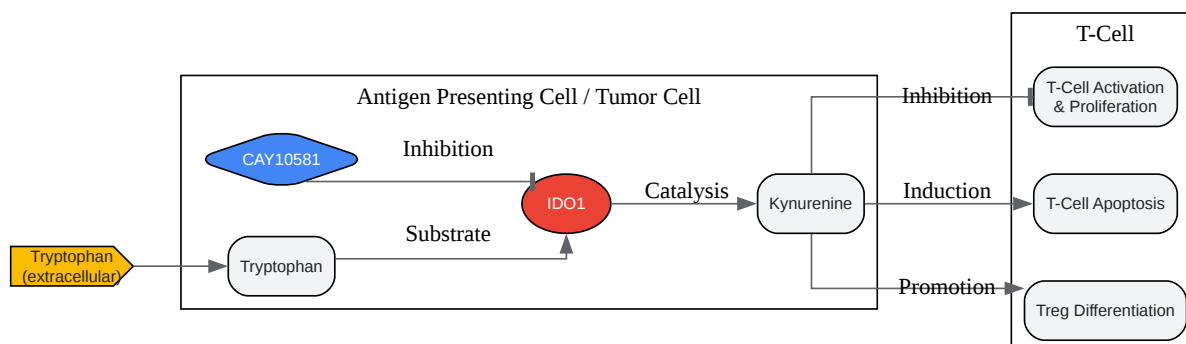 T-Cell
Antigen Presenting Cell / Tumor Cell
Inhibition
T-Cell Activation
& Proliferation
CAY10581
Inhibition
IDO1
Catalysis
Kynurenine
Induction
T-Cell Apoptosis
Substrate
Tryptophan
(extracellular)
Tryptophan
Promotion
Treg Differentiation